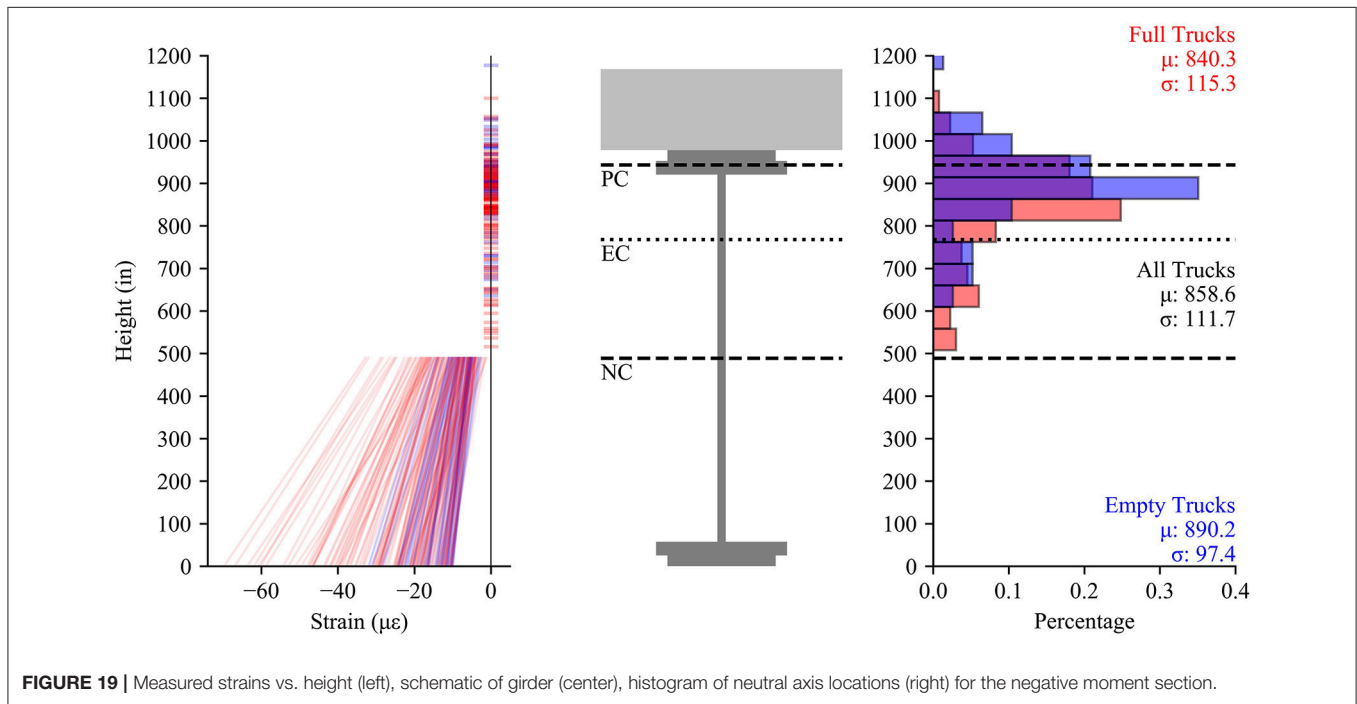 1200
1100
1000
900
800
700
600
500
400
300
200
100
0
Height (in)
−60
−40
−20
0
Strain (με)
PC
EC
NC
1200
1100
1000
900
800
700
600
500
400
300
200
100
0
0.0
0.1
0.2
0.3
0.4
Percentage
Full Trucks
μ: 840.3
σ: 115.3
All Trucks
μ: 858.6
σ: 111.7
Empty Trucks
μ: 890.2
σ: 97.4
FIGURE 19 | Measured strains vs. height (left), schematic of girder (center), histogram of neutral axis locations (right) for the negative moment section.